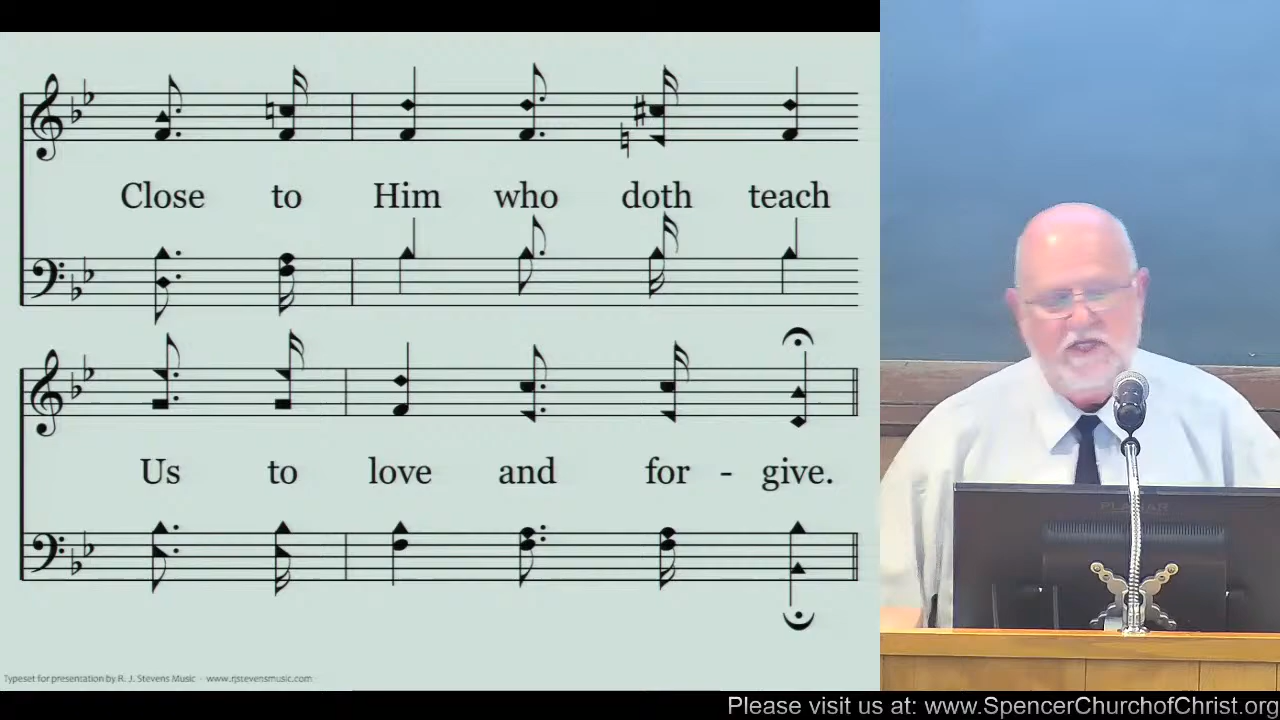 Close to Him who doth teach
Us to love and for - give.
PLANAR
Typeset for presentation by R. J. Stevens Music · www.rjstevensmusic.com
Please visit us at: www.SpencerChurchofChrist.org